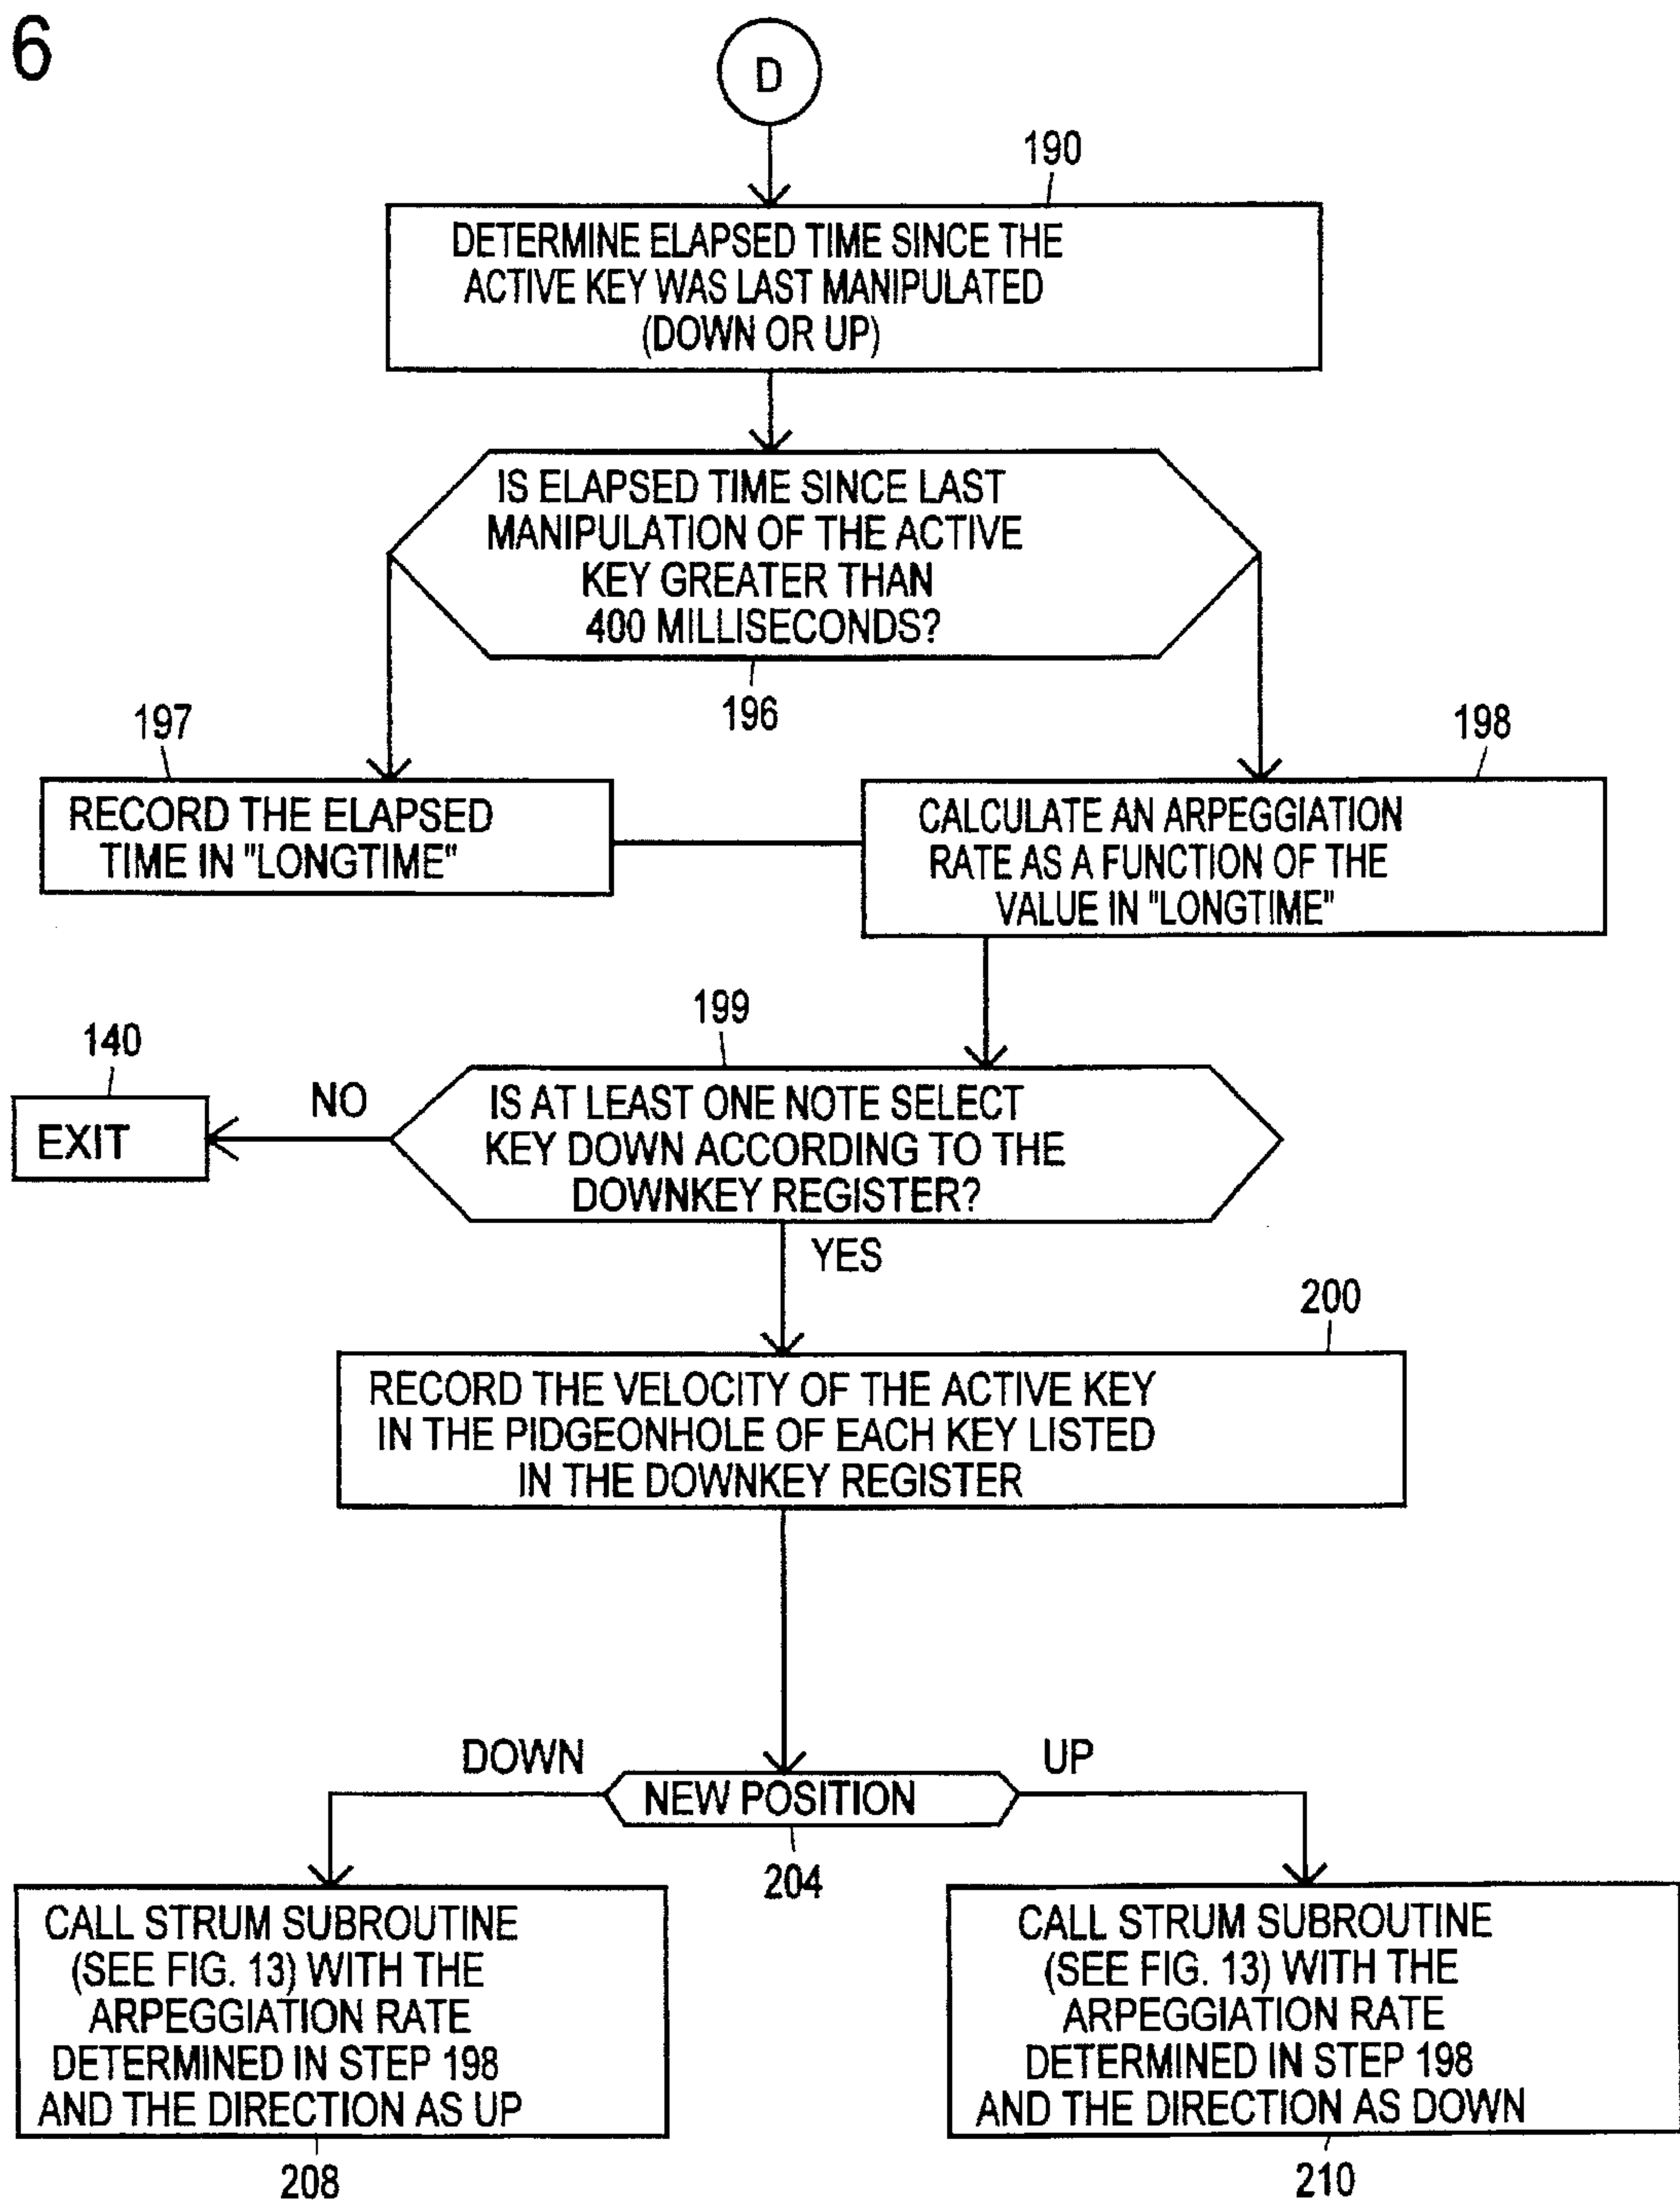 6
D
190
DETERMINE ELAPSED TIME SINCE THE
ACTIVE KEY WAS LAST MANIPULATED
(DOWN OR UP)
IS ELAPSED TIME SINCE LAST
MANIPULATION OF THE ACTIVE
KEY GREATER THAN
400 MILLISECONDS?
196
197
198
RECORD THE ELAPSED
TIME IN "LONGTIME"
CALCULATE AN ARPEGGIATION
RATE AS A FUNCTION OF THE
VALUE IN "LONGTIME"
199
140
NO
EXIT
IS AT LEAST ONE NOTE SELECT
KEY DOWN ACCORDING TO THE
DOWNKEY REGISTER?
YES
200
RECORD THE VELOCITY OF THE ACTIVE KEY
IN THE PIDGEONHOLE OF EACH KEY LISTED
IN THE DOWNKEY REGISTER
DOWN
UP
NEW POSITION
204
CALL STRUM SUBROUTINE
(SEE FIG. 13) WITH THE
ARPEGGIATION RATE
DETERMINED IN STEP 198
AND THE DIRECTION AS UP
208
CALL STRUM SUBROUTINE
(SEE FIG. 13) WITH THE
ARPEGGIATION RATE
DETERMINED IN STEP 198
AND THE DIRECTION AS DOWN
210